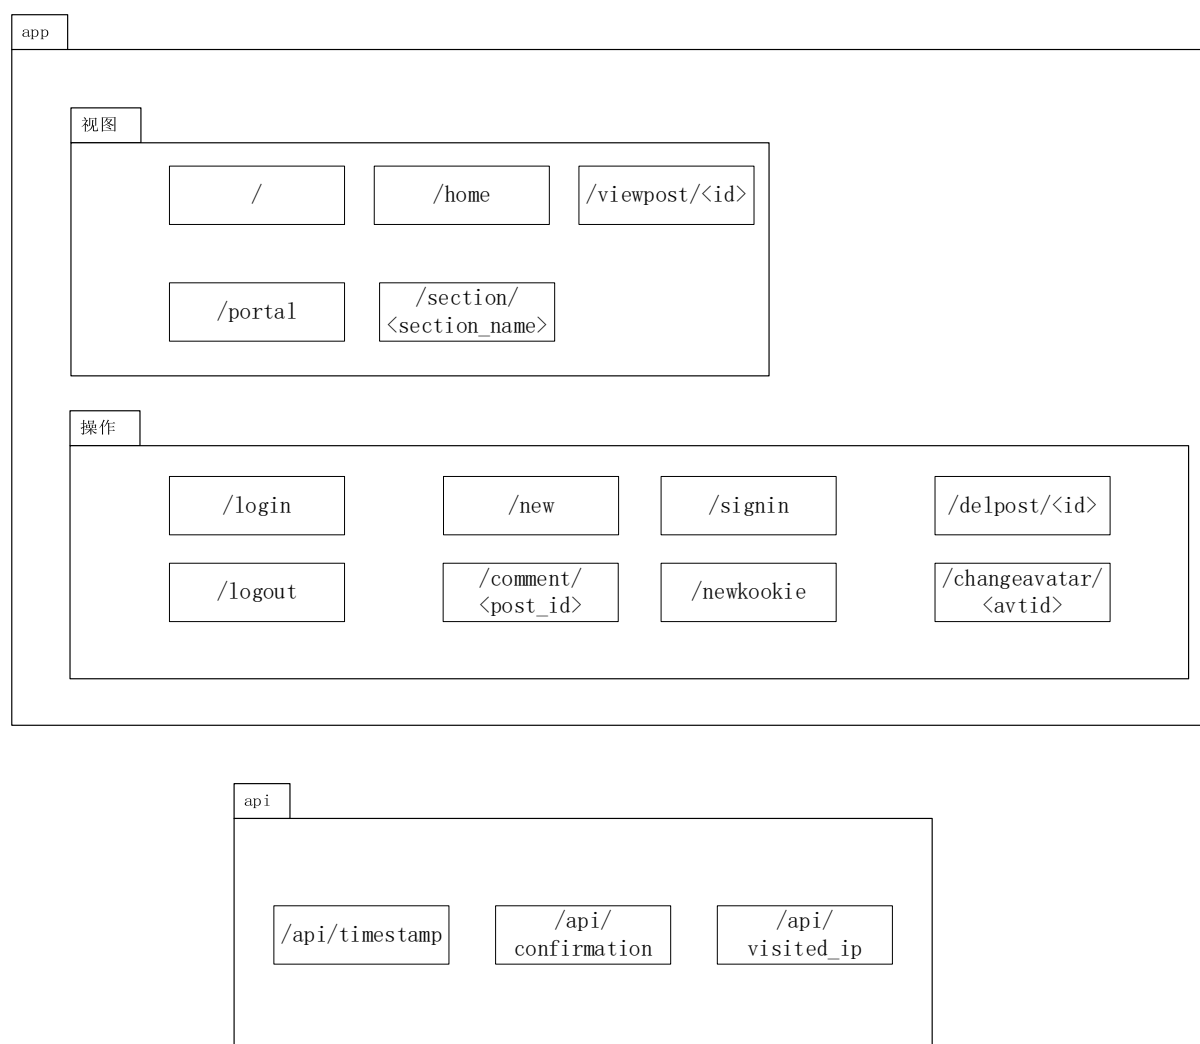 app
视图
/
/home
/viewpost/<id>
/portal
/section/
<section_name>
操作
/login
/new
/signin
/delpost/<id>
/logout
/comment/
<post_id>
/newkookie
/changeavatar/
<avtid>
api
/api/timestamp
/api/
confirmation
/api/
visited_ip